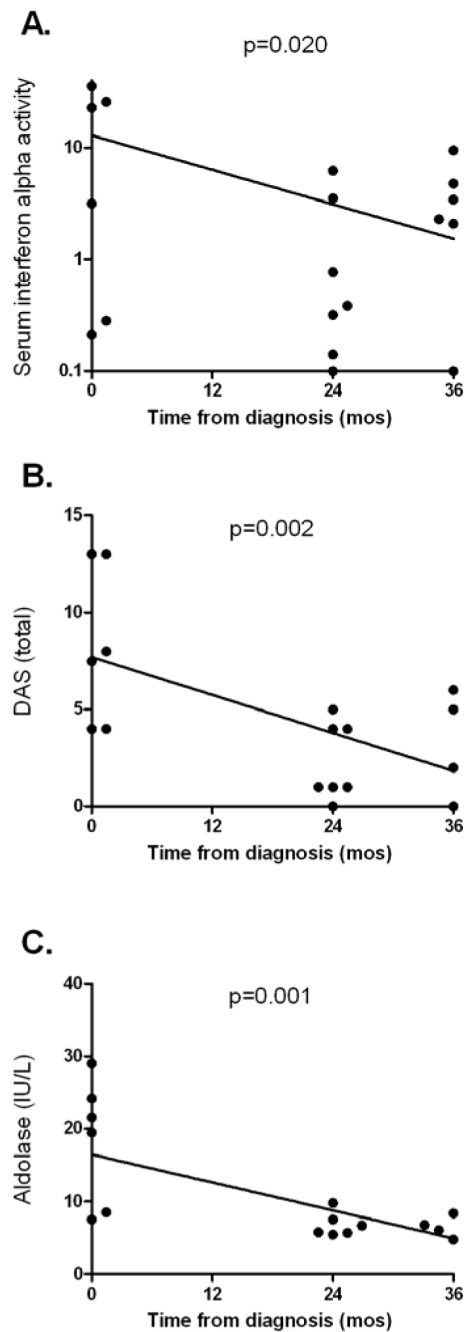 A.
p=0.020
Serum interferon alpha activity
10
1
0.1
0 12 24 36
Time from diagnosis (mos)
B.
p=0.002
DAS (total)
15
10
5
0
0 12 24 36
Time from diagnosis (mos)
C.
p=0.001
Aldolase (IU/L)
40
30
20
10
0
0 12 24 36
Time from diagnosis (mos)